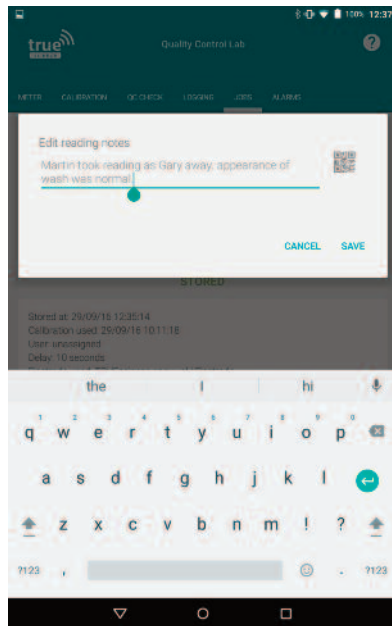 100% 12:37
true
SCIENCE
Quality Control Lab
?
METER CALIBRATION QC CHECK LOGGING JOBS ALARMS
Edit reading notes
Martin took reading as Gary away, appearance of
wash was normal
CANCEL SAVE
STORED
Stored at: 29/09/16 12:35:14
Calibration used: 29/09/16 10:11:18
User: unassigned
Delay: 10 seconds
the I hi
1 2 3 4 5 6 7 8 9 0
q w e r t y u i o p
a s d f g h j k l
z x c v b n m ! ?
?123 , . ?123